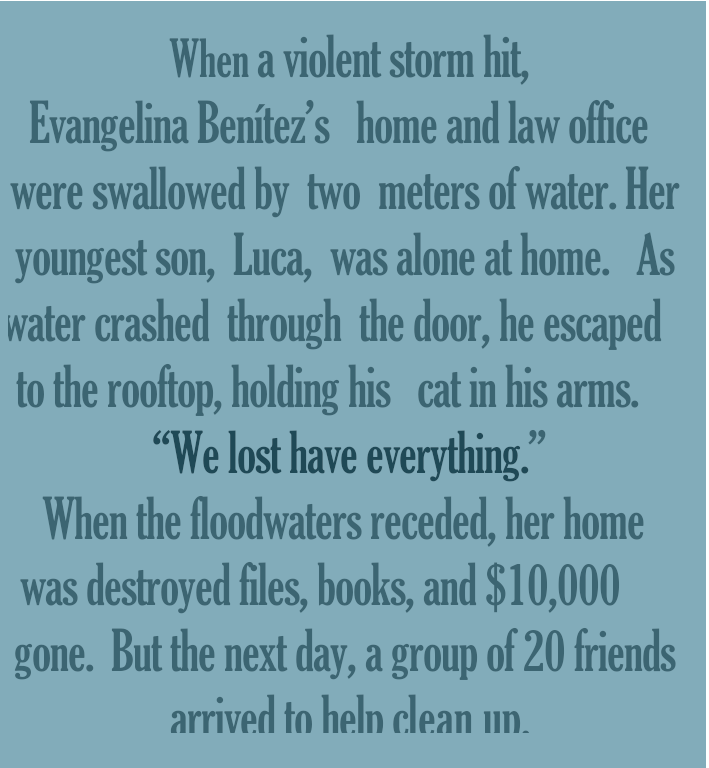 When a violent storm hit,
Evangelina Benítez’s home and law office
were swallowed by two meters of water. Her
youngest son, Luca, was alone at home. As
water crashed through the door, he escaped
to the rooftop, holding his cat in his arms.
“We lost have everything.”
When the floodwaters receded, her home
was destroyed files, books, and $10,000
gone. But the next day, a group of 20 friends
arrived to help clean up.